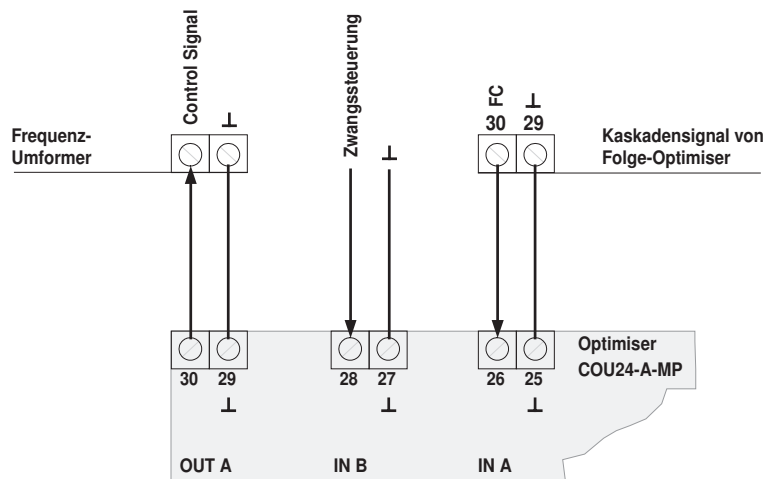 Control Signal
⊥
Zwangssteuerung
⊥
FC
⊥
30 29
Frequenz-
Umformer
Kaskadensignal von
Folge-Optimiser
Optimiser
COU24-A-MP
30 29 28 27 26 25
⊥ ⊥ ⊥
OUT A IN B IN A